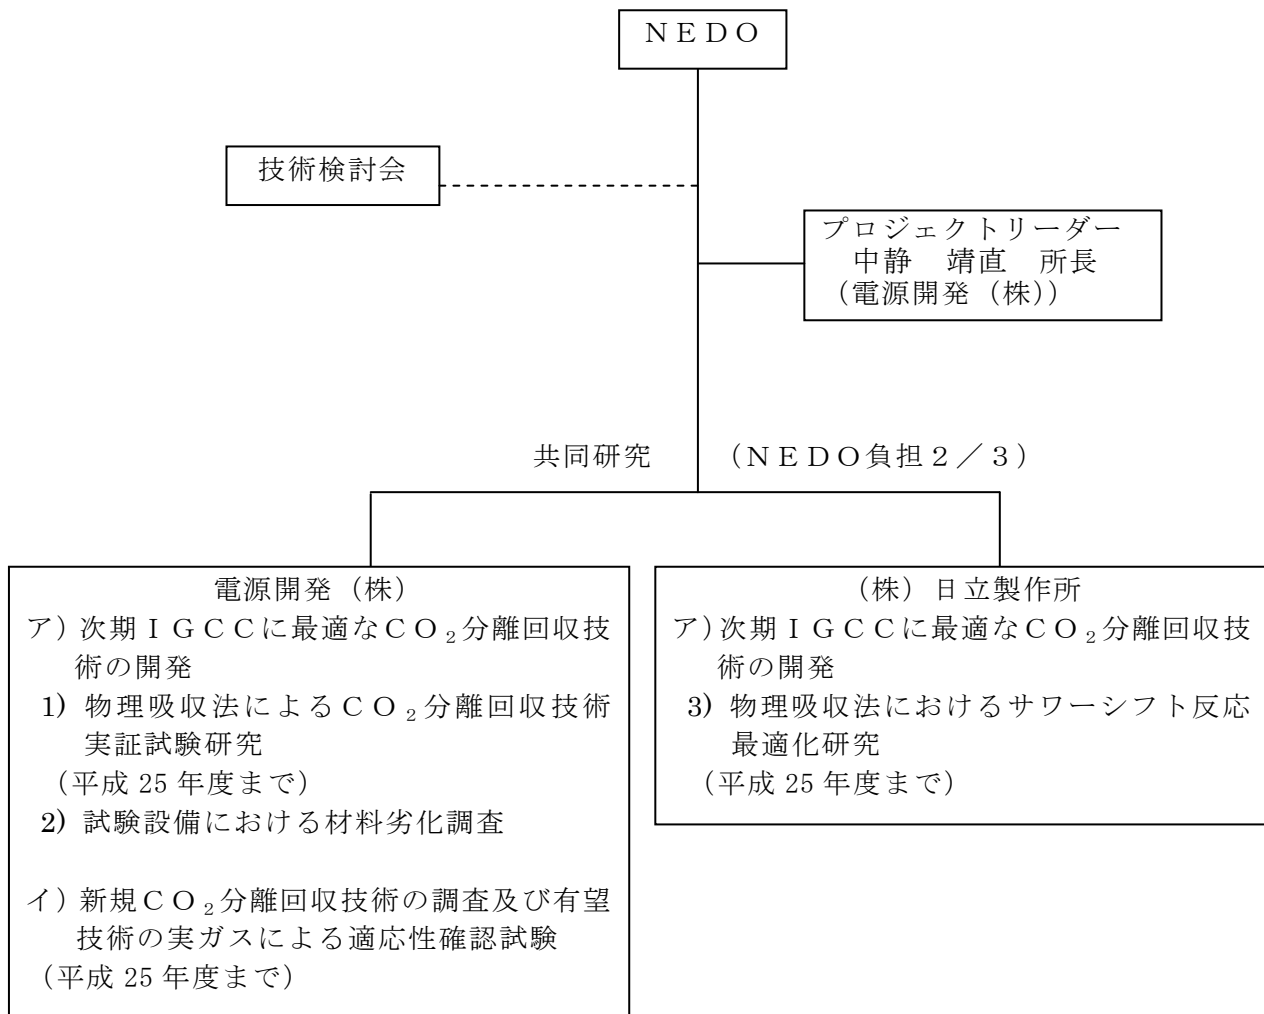 ＮＥＤＯ
技術検討会
プロジェクトリーダー
中静　靖直　所長
（電源開発（株））
共同研究　　（ＮＥＤＯ負担２／３）
電源開発（株）
ア）次期ＩＧＣＣに最適なＣＯ₂分離回収技
術の開発
1) 物理吸収法によるＣＯ₂分離回収技術
実証試験研究
（平成 25 年度まで）
2) 試験設備における材料劣化調査
イ）新規ＣＯ₂分離回収技術の調査及び有望
技術の実ガスによる適応性確認試験
（平成 25 年度まで）
（株）日立製作所
ア）次期ＩＧＣＣに最適なＣＯ₂分離回収技
術の開発
3) 物理吸収法におけるサワーシフト反応
最適化研究
（平成 25 年度まで）